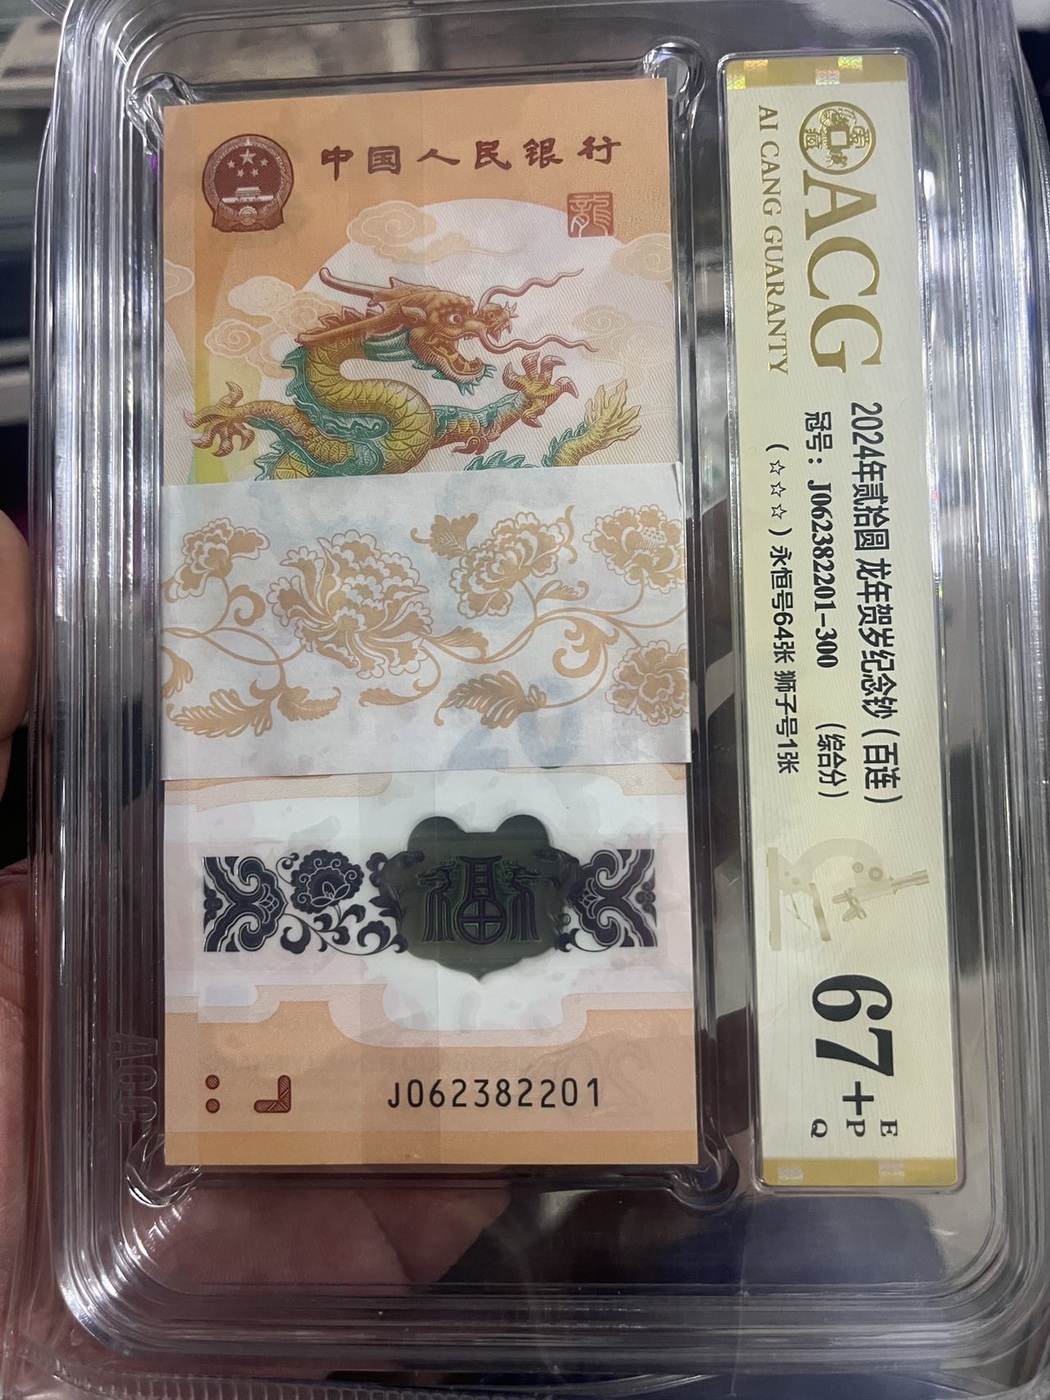 中国人民银行
龍
福
J062382201
ACG
AI CANG GUARANTY
2024年贰拾圆 龙年贺岁纪念钞（百连）
冠号：J062382201-300 （综合分）
（☆☆☆）永恒号64张 狮子号1张
67+
E
P
Q
ACG